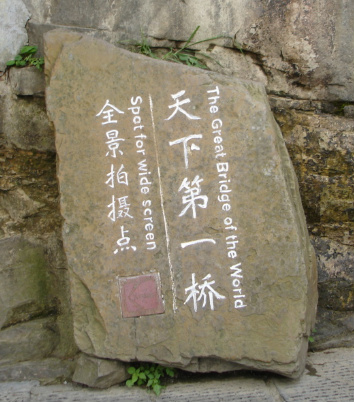 天下第一桥
The Great Bridge of the World
全景拍摄点
Spot for wide screen